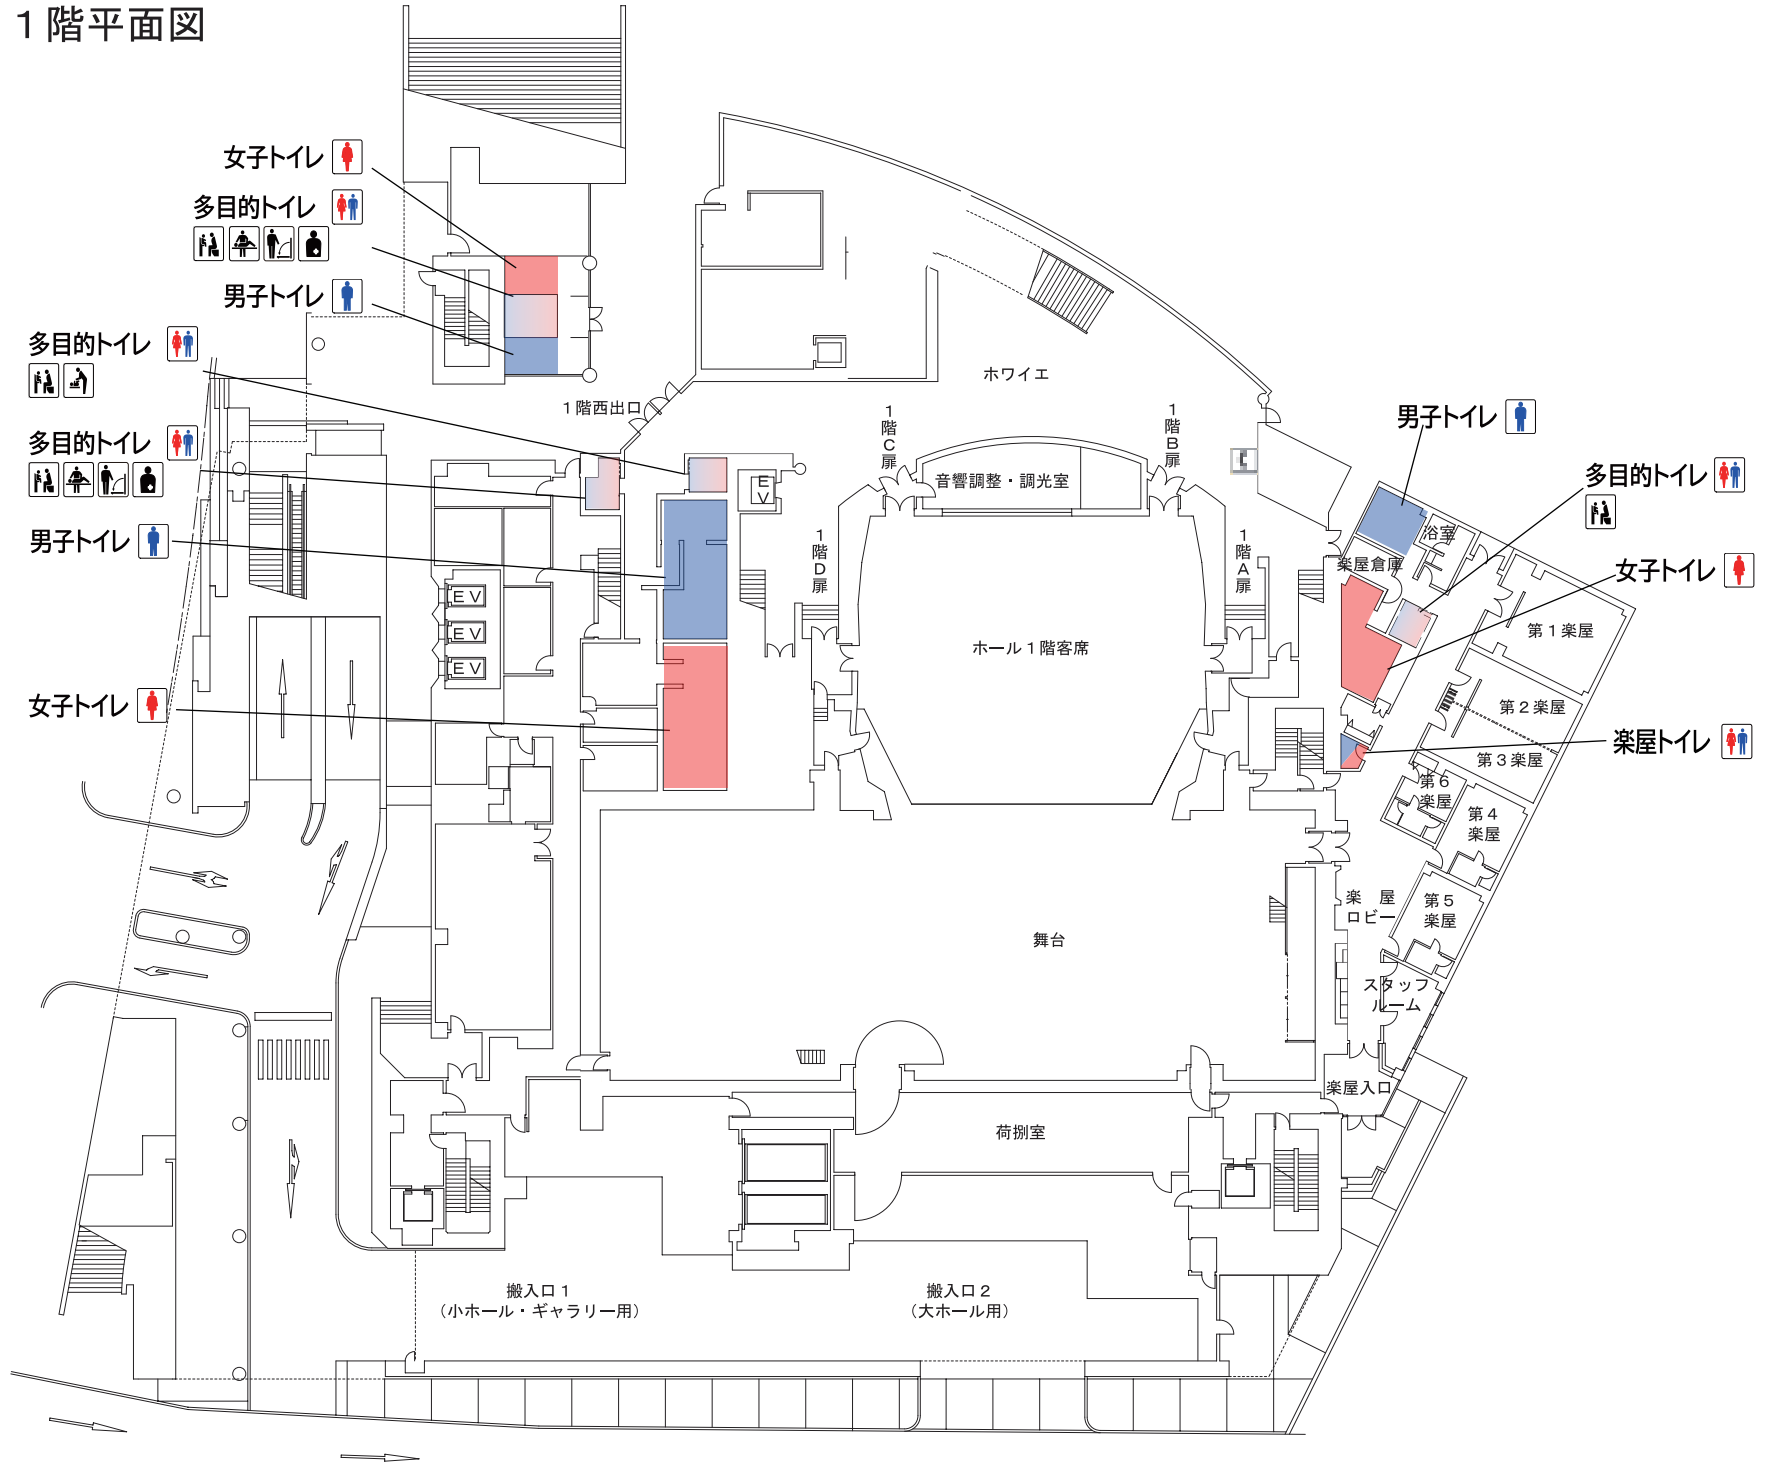 1階平面図
女子トイレ
多目的トイレ
男子トイレ
多目的トイレ
多目的トイレ
男子トイレ
女子トイレ
1階西出口
ホワイエ
1階C扉
1階B扉
音響調整・調光室
EV
1階D扉
1階A扉
EV
EV
EV
ホール1階客席
男子トイレ
多目的トイレ
浴室
楽屋倉庫
女子トイレ
第1楽屋
第2楽屋
楽屋トイレ
第3楽屋
第6
楽屋
第4
楽屋
第5
楽屋
楽 屋
ロビー
舞台
スタッフ
ルーム
楽屋入口
荷捌室
搬入口1
(小ホール・ギャラリー用)
搬入口2
(大ホール用)